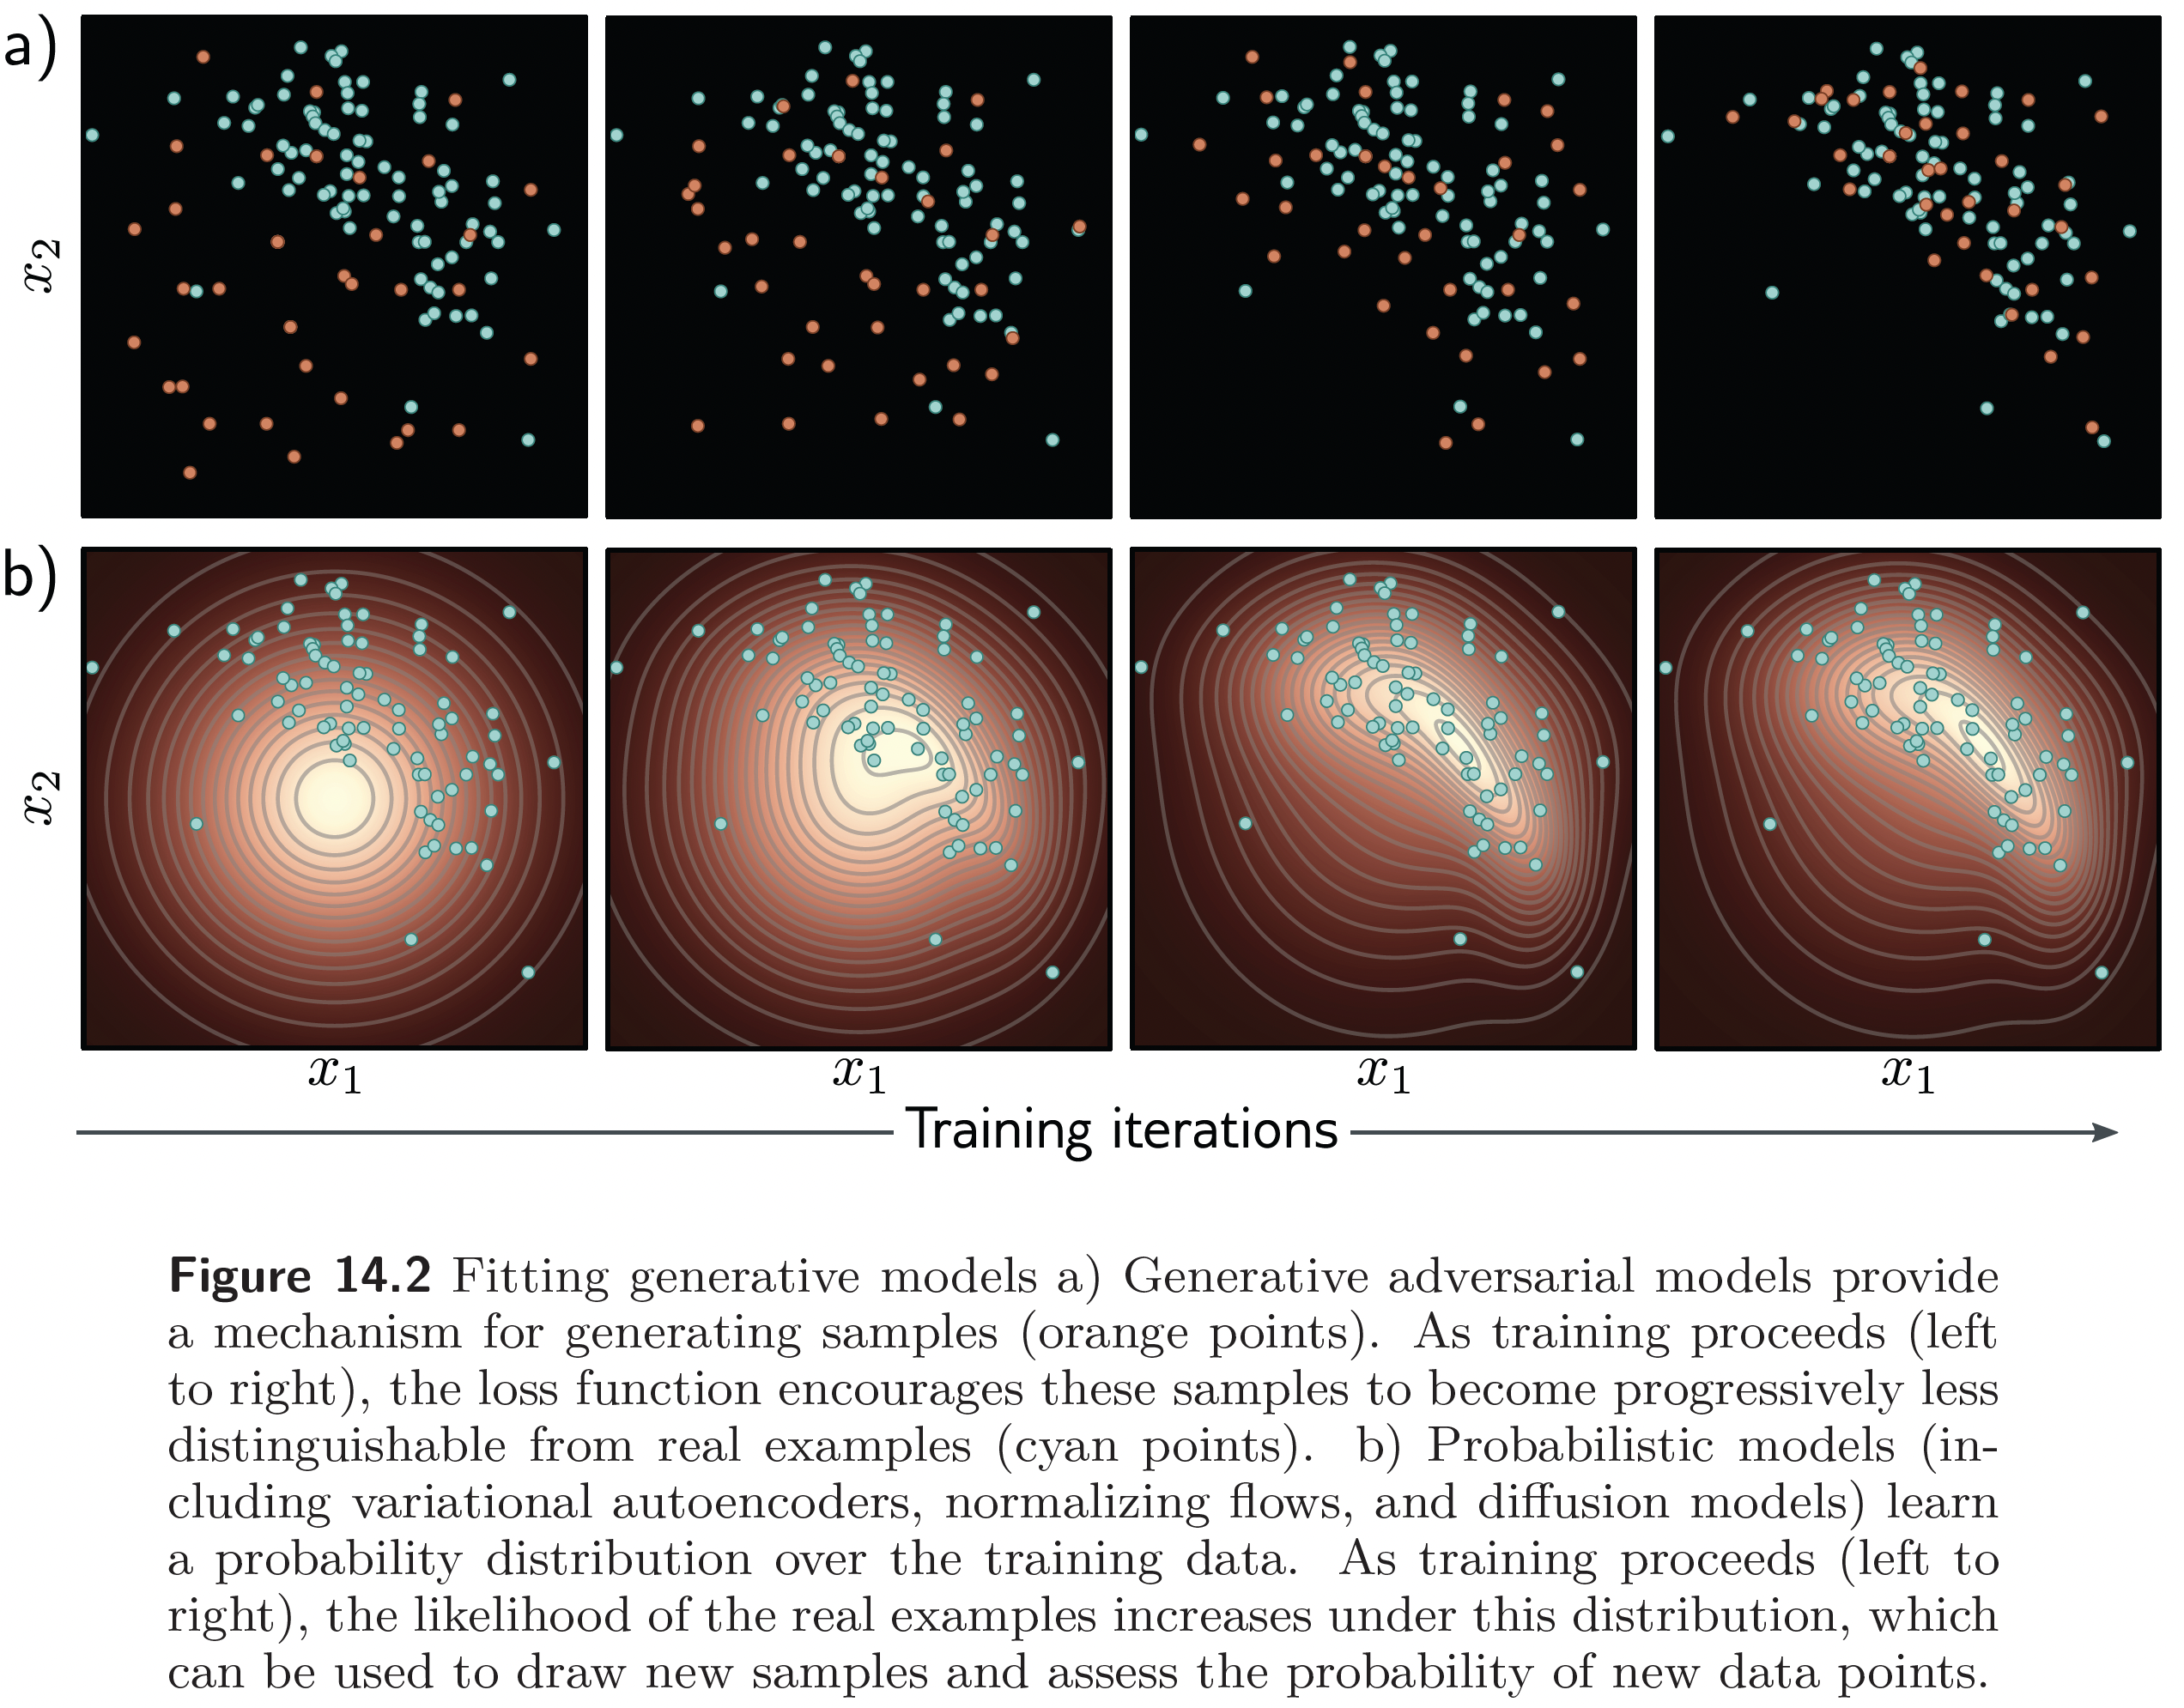 a)
x2
b)
x2
x1 x1 x1 x1
Training iterations
Figure 14.2 Fitting generative models a) Generative adversarial models provide
a mechanism for generating samples (orange points). As training proceeds (left
to right), the loss function encourages these samples to become progressively less
distinguishable from real examples (cyan points). b) Probabilistic models (in-
cluding variational autoencoders, normalizing flows, and diffusion models) learn
a probability distribution over the training data. As training proceeds (left to
right), the likelihood of the real examples increases under this distribution, which
can be used to draw new samples and assess the probability of new data points.